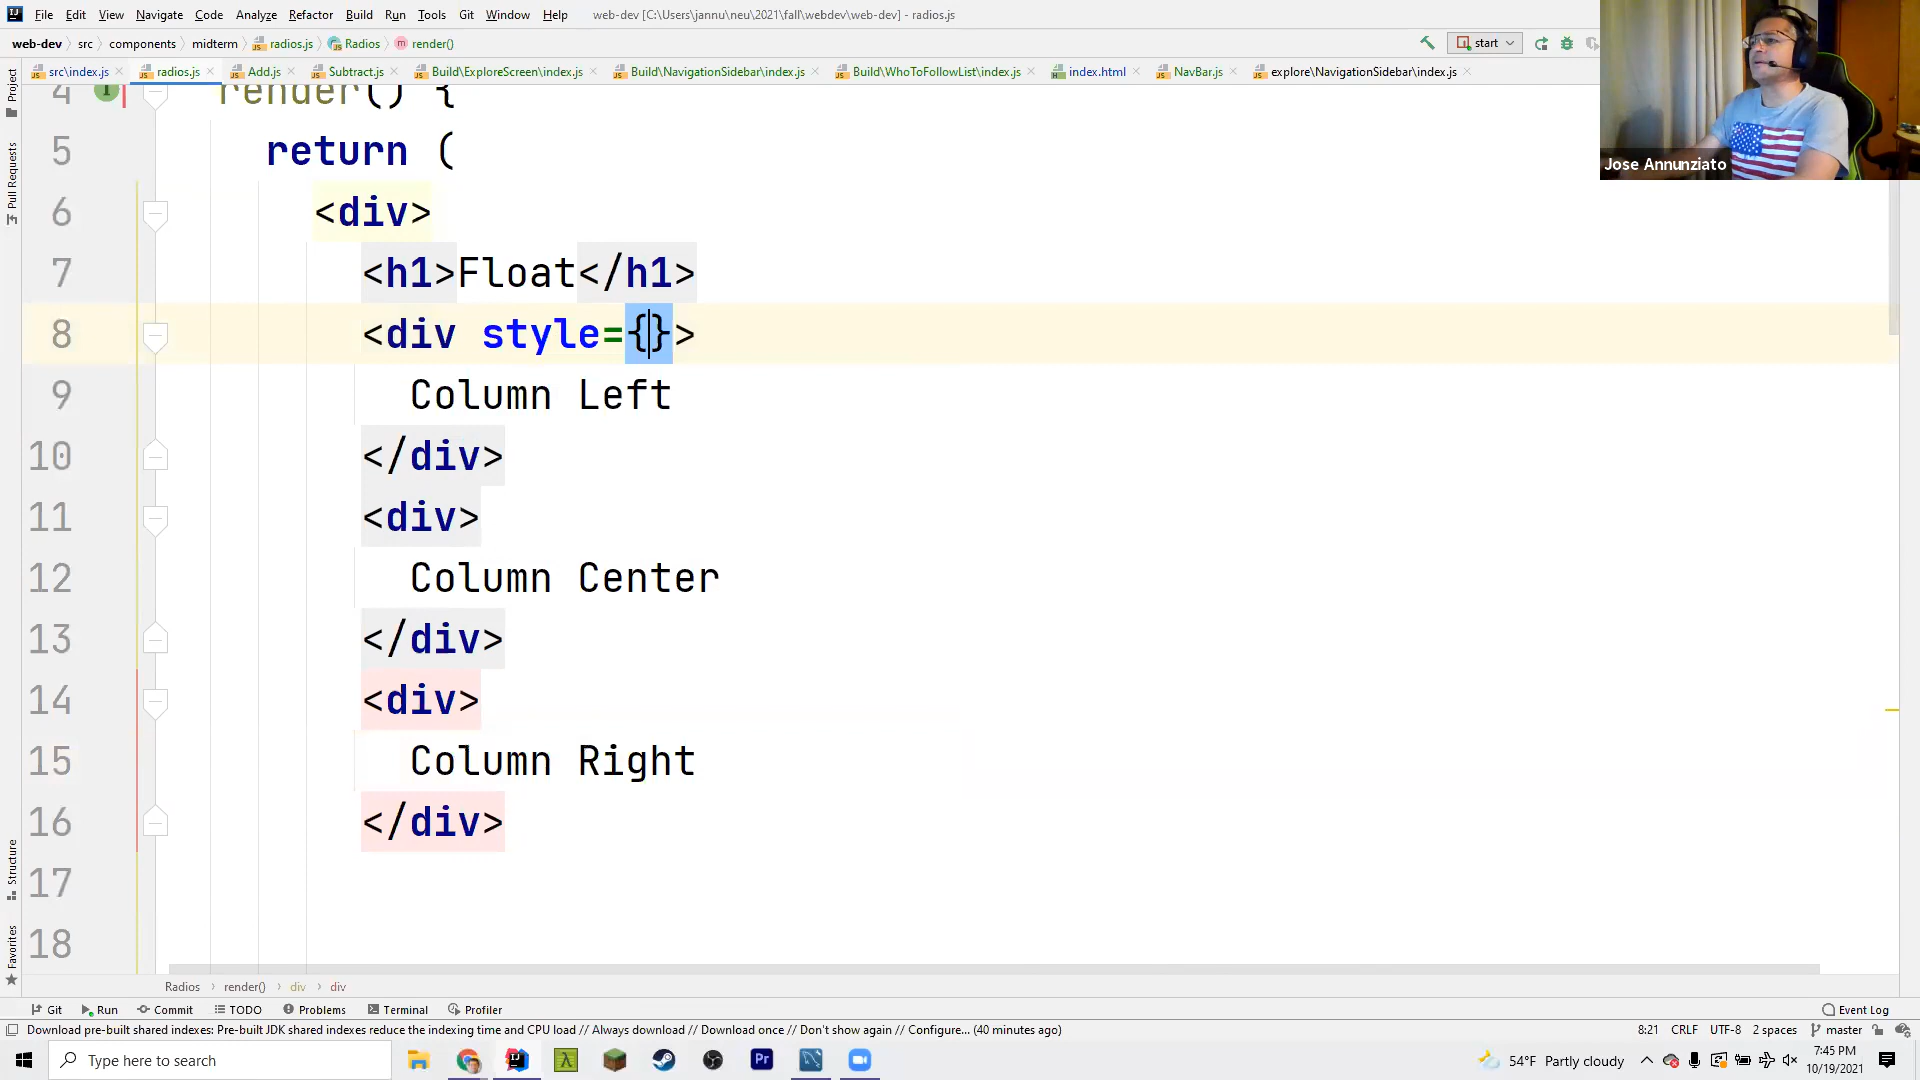 File Edit View Navigate Code Analyze Refactor Build Run Tools Git Window Help web-dev [C:\Users\jannu\neu\2021\fall\webdev\web-dev] - radios.js
web-dev src components midterm radios.js Radios render() start
src\index.js radios.js Add.js Subtract.js Build\ExploreScreen\index.js Build\NavigationSidebar\index.js Build\WhoToFollowList\index.js index.html NavBar.js explore\NavigationSidebar\index.js
Jose Annunziato
Project
Pull Requests
Structure
Favorites
4 render() {
5 return (
6 <div>
7 <h1>Float</h1>
8 <div style={}>
9 Column Left
10 </div>
11 <div>
12 Column Center
13 </div>
14 <div>
15 Column Right
16 </div>
17
18
Radios render() div div
Git Run Commit TODO Problems Terminal Profiler Event Log
Download pre-built shared indexes: Pre-built JDK shared indexes reduce the indexing time and CPU load // Always download // Download once // Don't show again // Configure... (40 minutes ago) 8:21 CRLF UTF-8 2 spaces master
Type here to search 54°F Partly cloudy 7:45 PM
10/19/2021